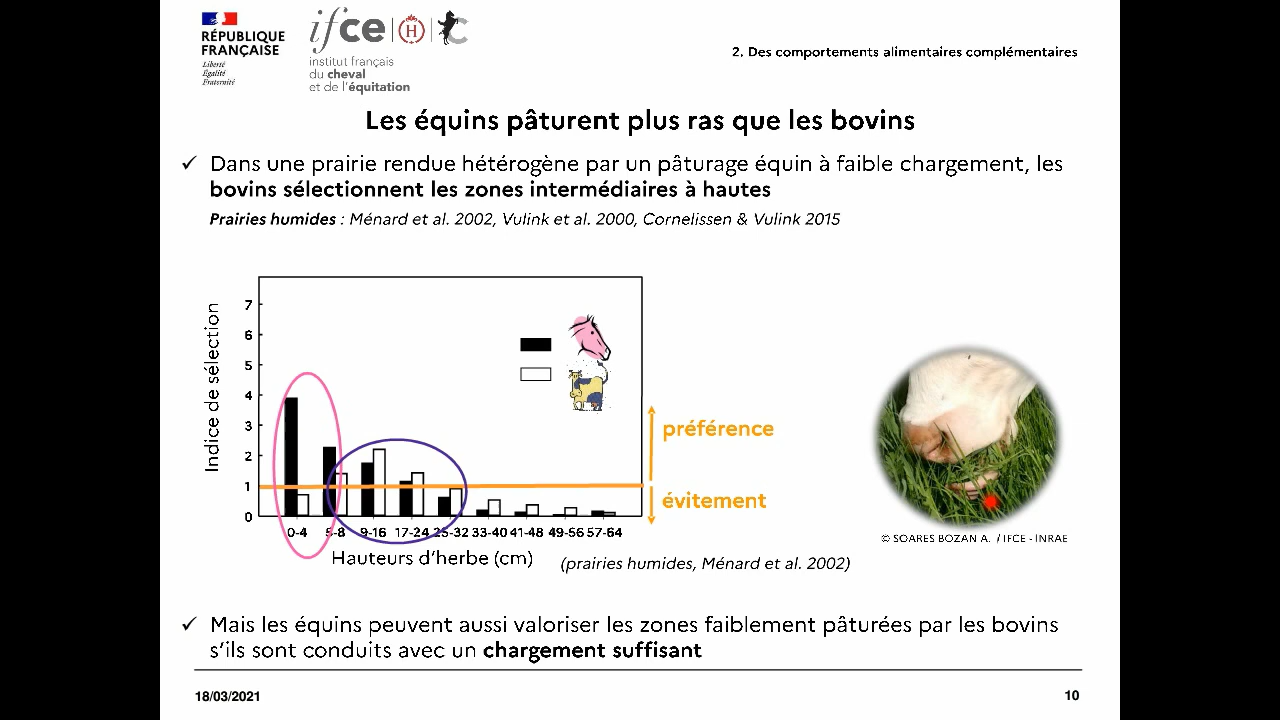 RÉPUBLIQUE
FRANÇAISE
Liberté
Égalité
Fraternité
ifce
H
institut français
du cheval
et de l'équitation
2. Des comportements alimentaires complémentaires
Les équins pâturent plus ras que les bovins
✓ Dans une prairie rendue hétérogène par un pâturage équin à faible chargement, les
bovins sélectionnent les zones intermédiaires à hautes
Prairies humides : Ménard et al. 2002, Vulink et al. 2000, Cornelissen & Vulink 2015
Indice de sélection
7
6
5
4
3
2
1
0
préférence
évitement
0-4 5-8 9-16 17-24 25-32 33-40 41-48 49-56 57-64
Hauteurs d'herbe (cm)
(prairies humides, Ménard et al. 2002)
© SOARES BOZAN A. / IFCE - INRAE
✓ Mais les équins peuvent aussi valoriser les zones faiblement pâturées par les bovins
s'ils sont conduits avec un chargement suffisant
18/03/2021
10